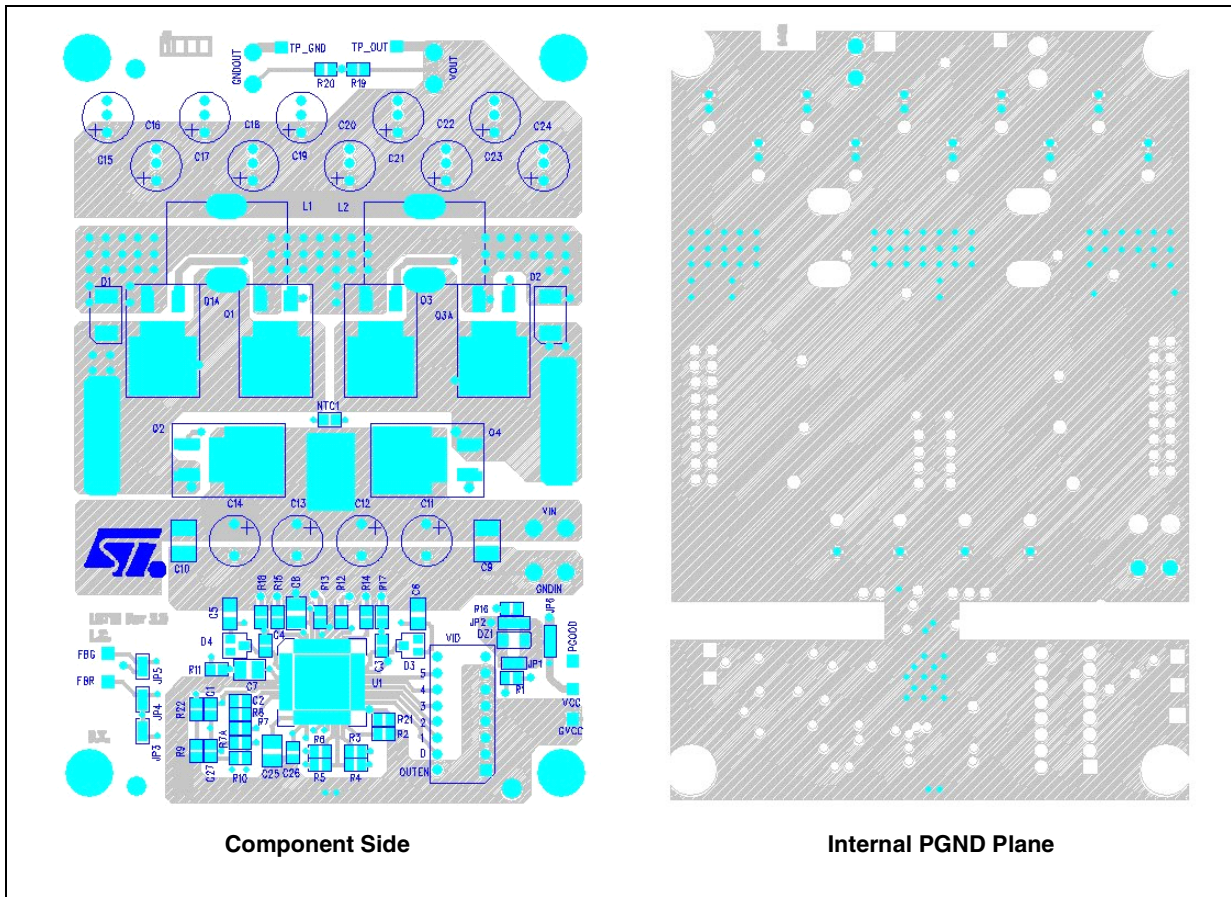 TP_GND
TP_OUT
GNDOUT
VOUT
R20
R19
C16
C18
C20
C22
C24
C15
C17
C19
C21
C23
L1
L2
D1
D2
Q1A
Q1
Q3
Q3A
NTC1
Q2
Q4
C14
C13
C12
C11
VIN
C10
C9
GNDIN
R18
R15
C8
R13
R12
R14
R17
C6
C5
R16
JP6
JP2
DZ1
PGOOD
D4
C4
C3
D3
VID
FBG
JP5
R11
C7
U1
5
JP1
FBR
4
R1
JP4
C1
C2
R22
R8
3
VCC
R7
R21
2
GVCC
JP3
R9
R7A
R2
1
C27
R10
C25
C26
R6
R5
R3
R4
0
OUTEN
ST
Component Side
Internal PGND Plane